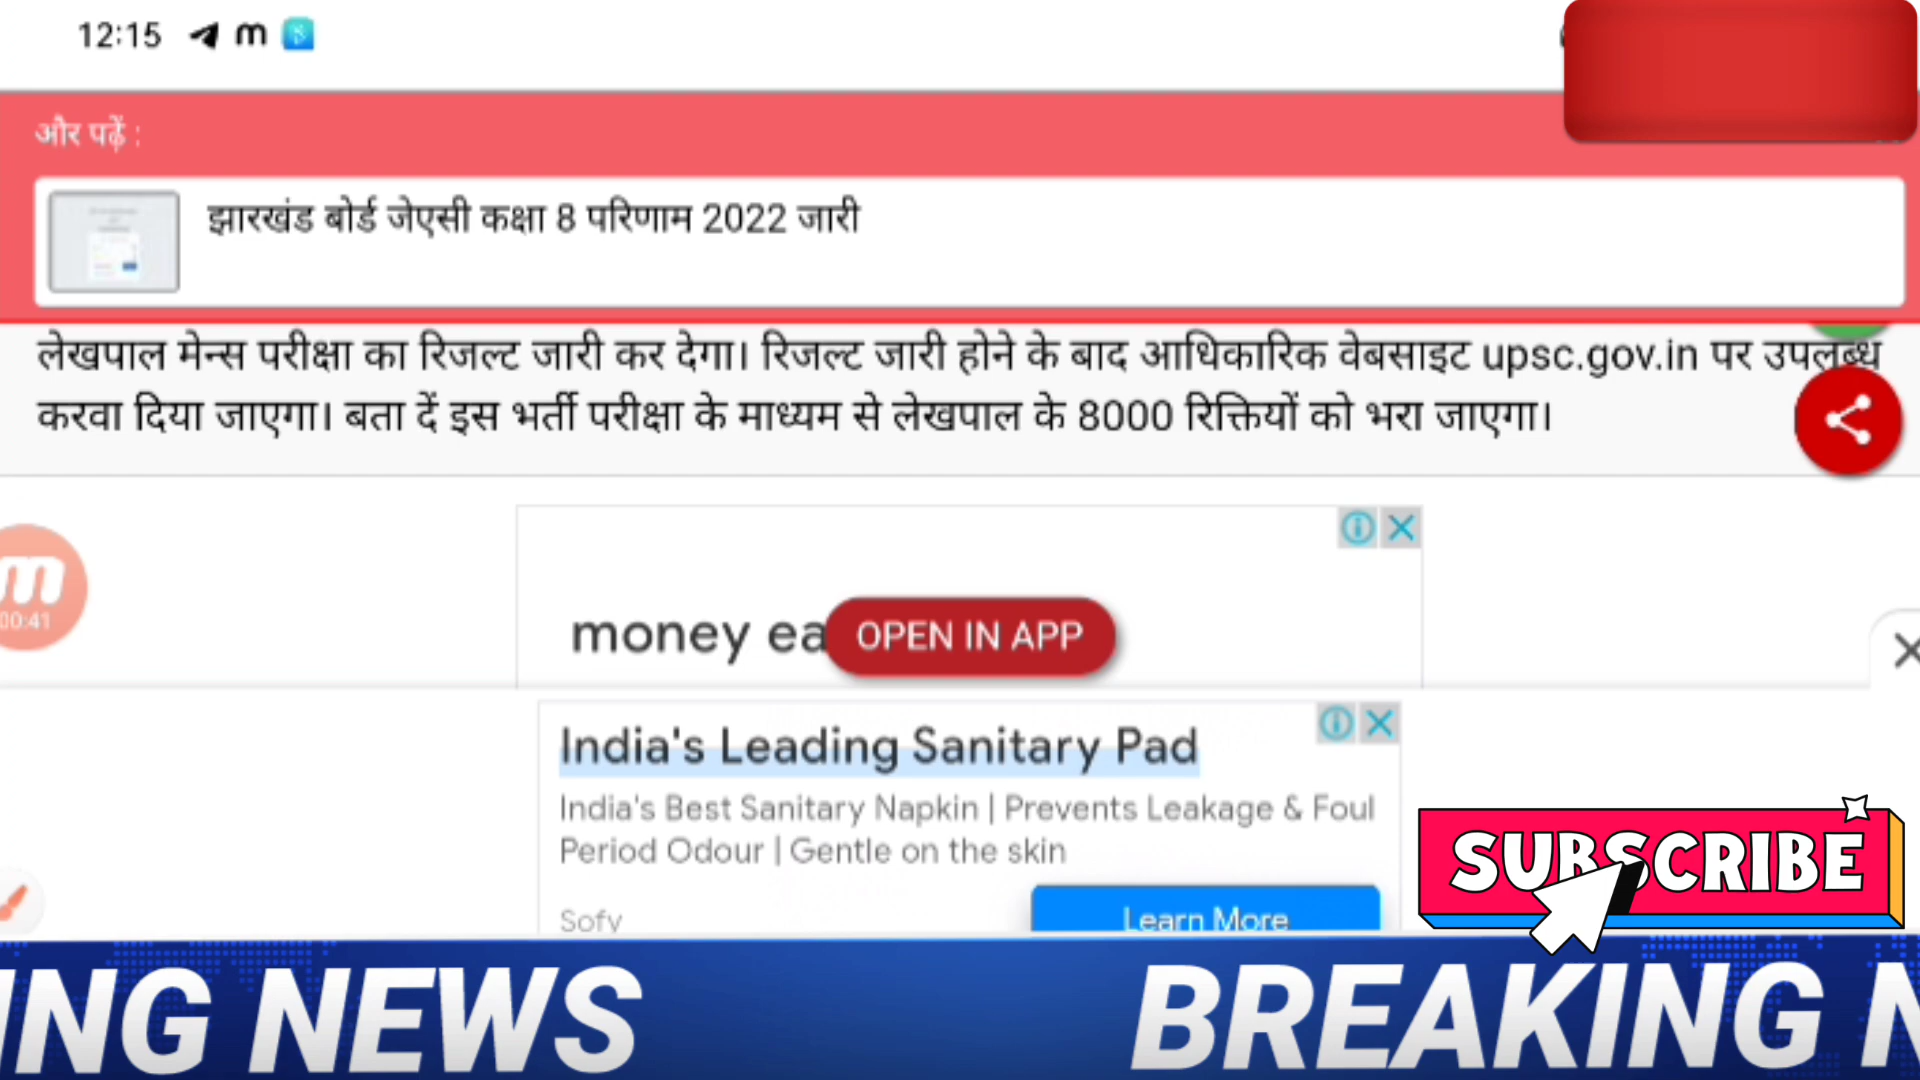 12:15
और पढ़ें :
झारखंड बोर्ड जेएसी कक्षा 8 परिणाम 2022 जारी
लेखपाल मेन्स परीक्षा का रिजल्ट जारी कर देगा। रिजल्ट जारी होने के बाद आधिकारिक वेबसाइट upsc.gov.in पर उपलब्ध
करवा दिया जाएगा। बता दें इस भर्ती परीक्षा के माध्यम से लेखपाल के 8000 रिक्तियों को भरा जाएगा।
00:41
money ea
OPEN IN APP
India's Leading Sanitary Pad
India's Best Sanitary Napkin | Prevents Leakage & Foul
Period Odour | Gentle on the skin
Sofy
Learn More
SUBSCRIBE
ING NEWS BREAKING N